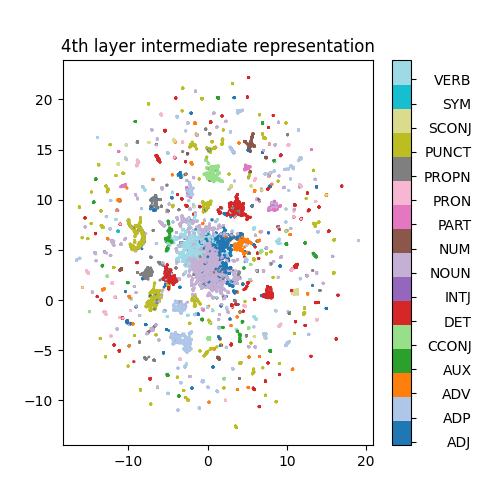 4th layer intermediate representation
20
15
10
5
0
−5
−10
−10
0
10
20
VERB
SYM
SCONJ
PUNCT
PROPN
PRON
PART
NUM
NOUN
INTJ
DET
CCONJ
AUX
ADV
ADP
ADJ